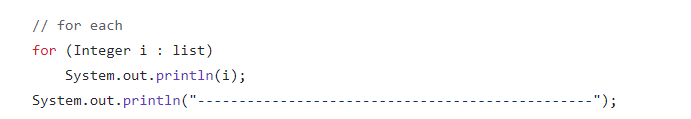 // for each
for (Integer i : list)
    System.out.println(i);
System.out.println("------------------------------------------------");